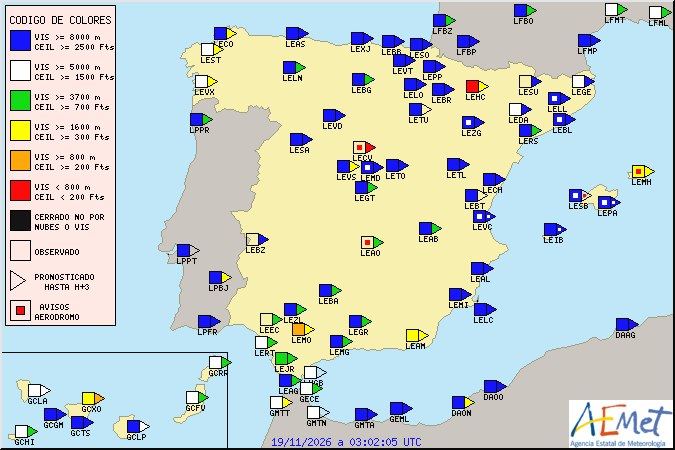 CODIGO DE COLORES
VIS >= 8000 m
CEIL >= 2500 Fts
VIS >= 5000 m
CEIL >= 1500 Fts
VIS >= 3700 m
CEIL >= 700 Fts
VIS >= 1600 m
CEIL >= 300 Fts
VIS >= 800 m
CEIL >= 200 Fts
VIS < 800 m
CEIL < 200 Fts
CERRADO NO POR
NUBES O VIS
OBSERVADO
PRONOSTICADO
HASTA H+3
AVISOS
AERODROMO
LFBO
LFMT
LFML
LFBZ
LECO
LEAS
LEXJ
LEBB
LESO
LFBP
LFMP
LEST
LEVT
LEPP
LELN
LEBG
LEVX
LELO
LEBR
LEHC
LESU
LEGE
LELL
LETU
LEDA
LPPR
LEVD
LEZG
LEBL
LERS
LESA
LECV
LEVS
LEMD
LETO
LETL
LEMH
LEGT
LECH
LEBT
LESB
LEPA
LEVC
LEAB
LEIB
LEBZ
LEAO
LPPT
LEAL
LPBJ
LEBA
LEMI
LELC
LEZL
LPFR
LEEC
LEMO
LEGR
DAAG
LERT
LEMG
LEAM
LEJR
GCRR
LEAG
LXGB
GECE
DAOO
GCLA
GCXO
GCFV
GMTT
GMTN
GMTA
GEML
DAON
GCGM
GCTS
GCLP
GCHI
19/11/2026 a 03:02:05 UTC
AEmet
Agencia Estatal de Meteorología